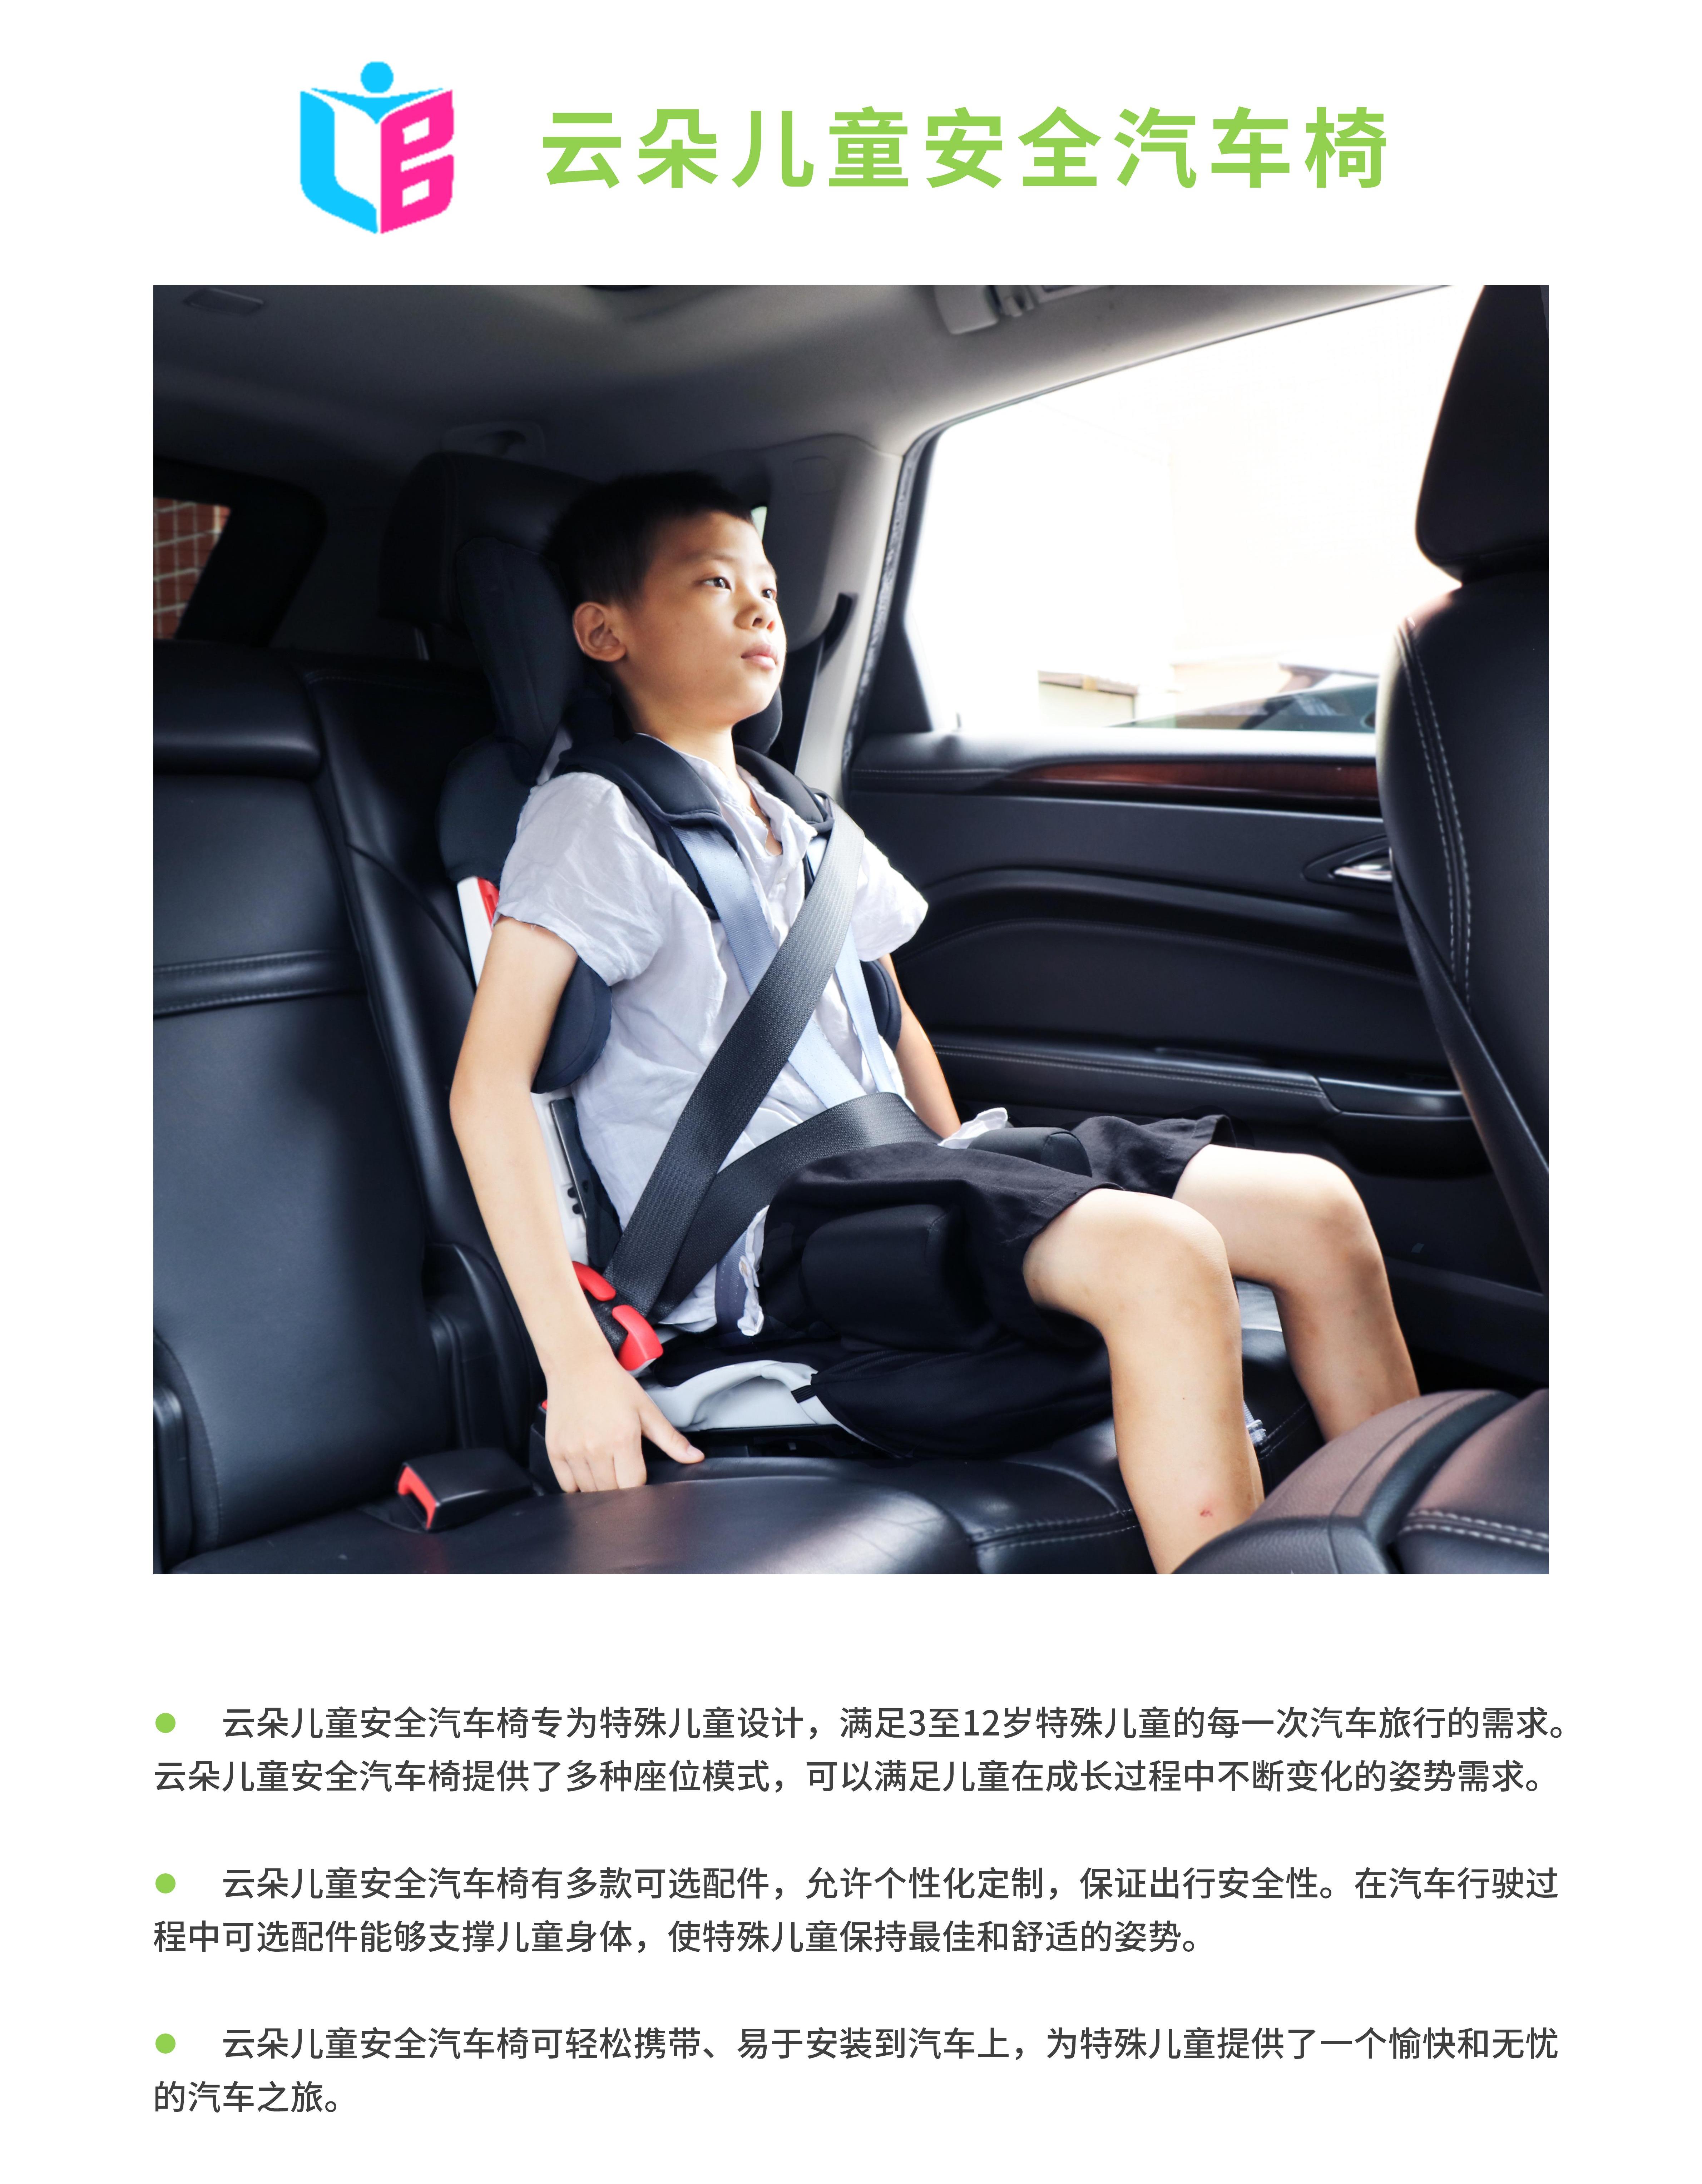 云朵儿童安全汽车椅
● 云朵儿童安全汽车椅专为特殊儿童设计，满足3至12岁特殊儿童的每一次汽车旅行的需求。
云朵儿童安全汽车椅提供了多种座位模式，可以满足儿童在成长过程中不断变化的姿势需求。
● 云朵儿童安全汽车椅有多款可选配件，允许个性化定制，保证出行安全性。在汽车行驶过
程中可选配件能够支撑儿童身体，使特殊儿童保持最佳和舒适的姿势。
● 云朵儿童安全汽车椅可轻松携带、易于安装到汽车上，为特殊儿童提供了一个愉快和无忧
的汽车之旅。